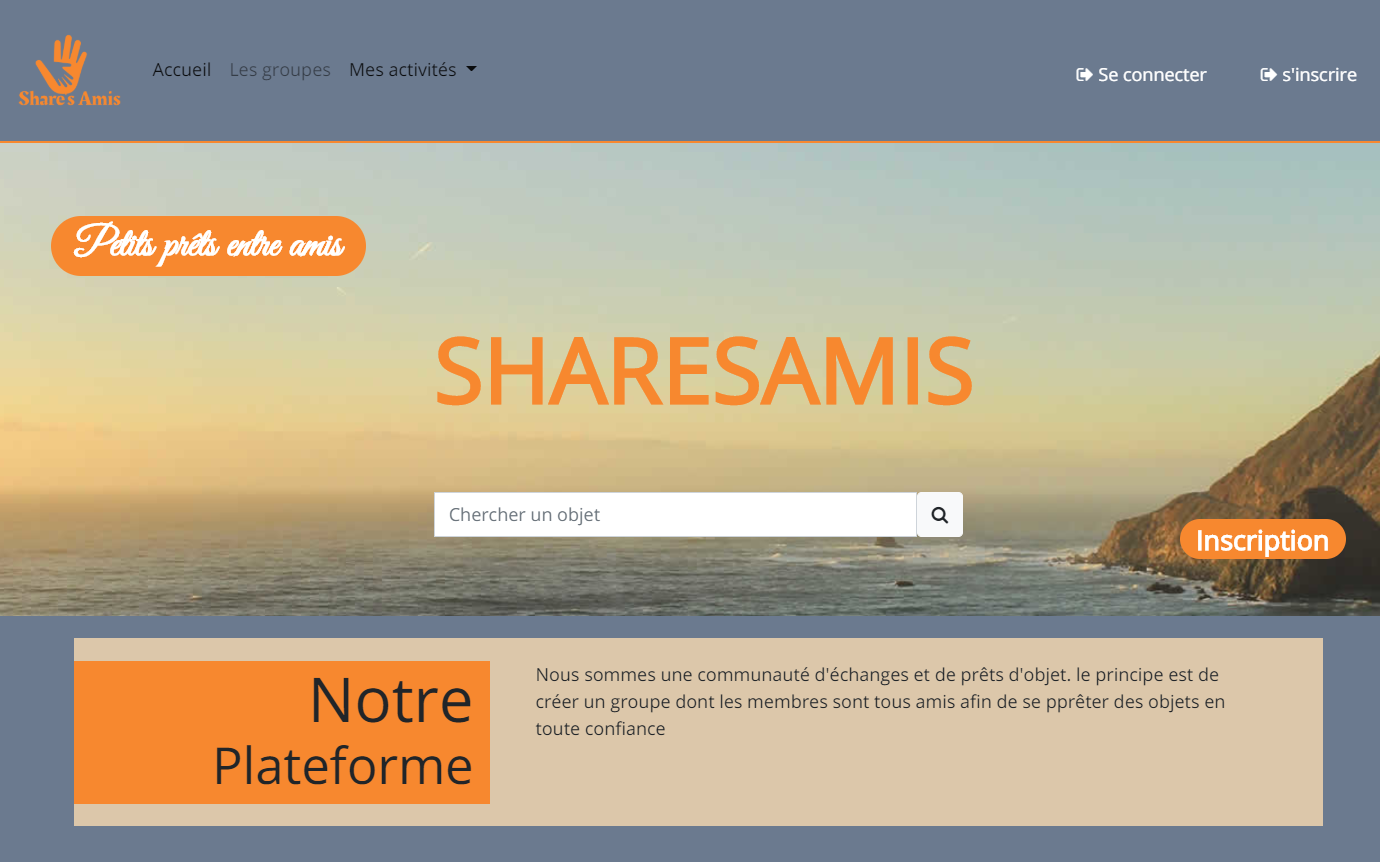 Share's Amis
Accueil Les groupes Mes activités
Se connecter s'inscrire
Petits prêts entre amis
SHARESAMIS
Chercher un objet
Inscription
Notre
Plateforme
Nous sommes une communauté d'échanges et de prêts d'objet. le principe est de
créer un groupe dont les membres sont tous amis afin de se pprêter des objets en
toute confiance